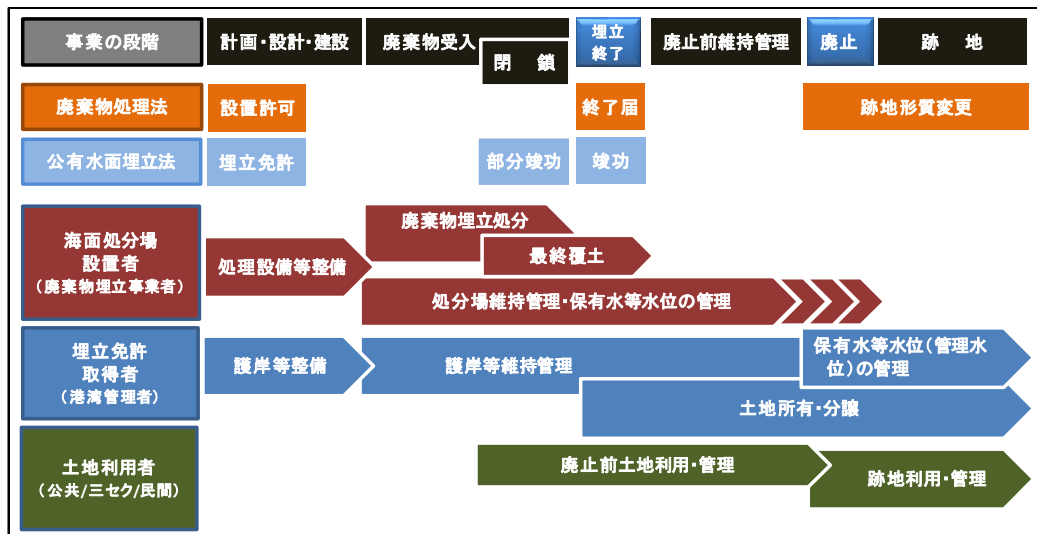 事業の段階
計画・設計・建設
廃棄物受入
閉　鎖
埋立
終了
廃止前維持管理
廃止
跡　地
廃棄物処理法
設置許可
終了届
跡地形質変更
公有水面埋立法
埋立免許
部分竣功
竣功
海面処分場
設置者
（廃棄物埋立事業者）
処理設備等整備
廃棄物埋立処分
最終覆土
処分場維持管理・保有水等水位の管理
埋立免許
取得者
（港湾管理者）
護岸等整備
護岸等維持管理
保有水等水位（管理水
位）の管理
土地所有・分譲
土地利用者
（公共/三セク/民間）
廃止前土地利用・管理
跡地利用・管理